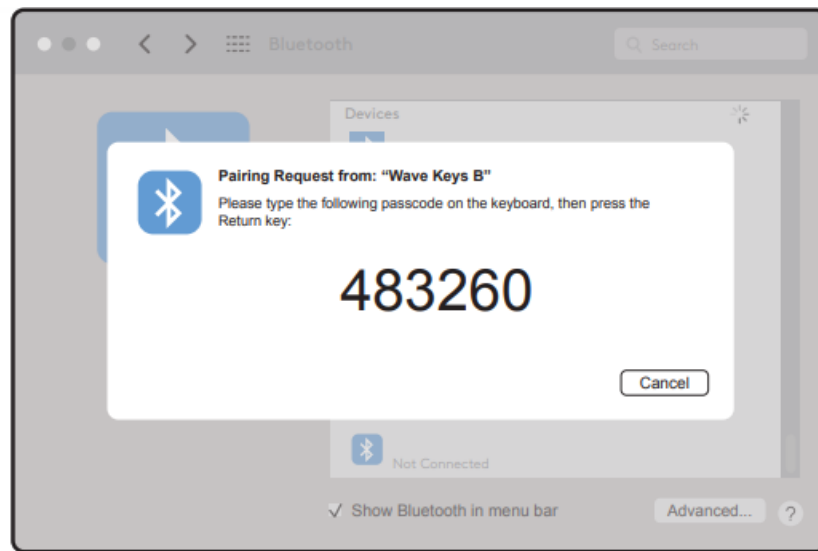 Bluetooth
Search
Devices
Pairing Request from: “Wave Keys B”
Please type the following passcode on the keyboard, then press the
Return key:
483260
Cancel
Not Connected
Show Bluetooth in menu bar
Advanced...
?